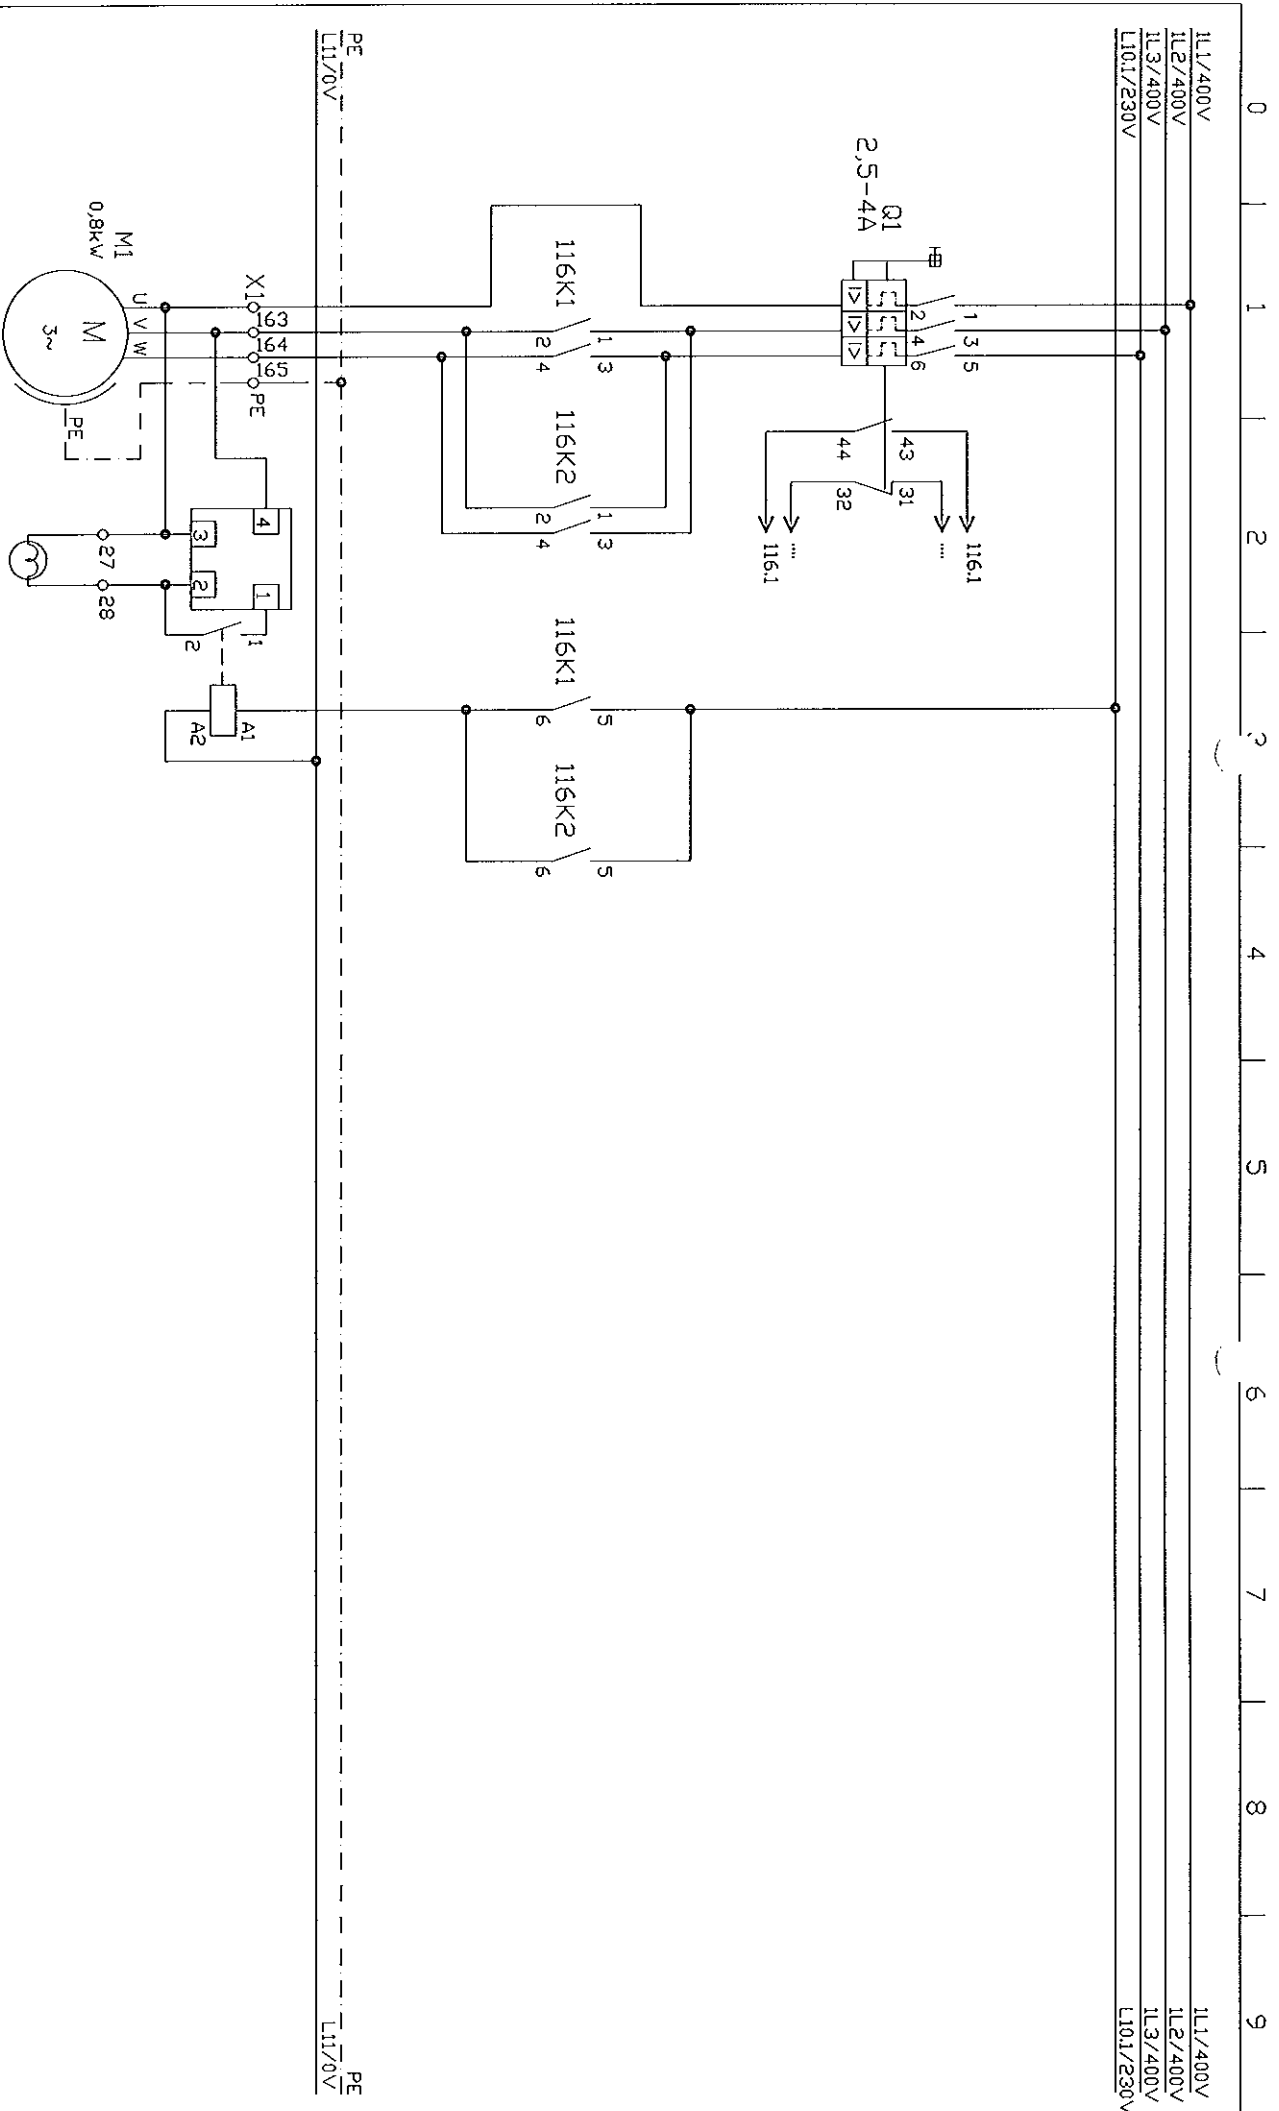 0 1 2 3 4 5 6 7 8 9
1L1/400V 1L1/400V
1L2/400V 1L2/400V
1L3/400V 1L3/400V
L10.1/230V L10.1/230V
1 3 5
2 4 6
Q1
2,5-4A
43 31
44 32
116.1
....
....
116.1
116K1
1 3
2 4
116K2
1 3
2 4
116K1
5
6
116K2
5
6
PE PE
L11/0V L11/0V
X1
163 164 165 PE
U V W
M1
0,8kW
M
3~
PE
4 1
3 2
27 28
1
2
A1
A2